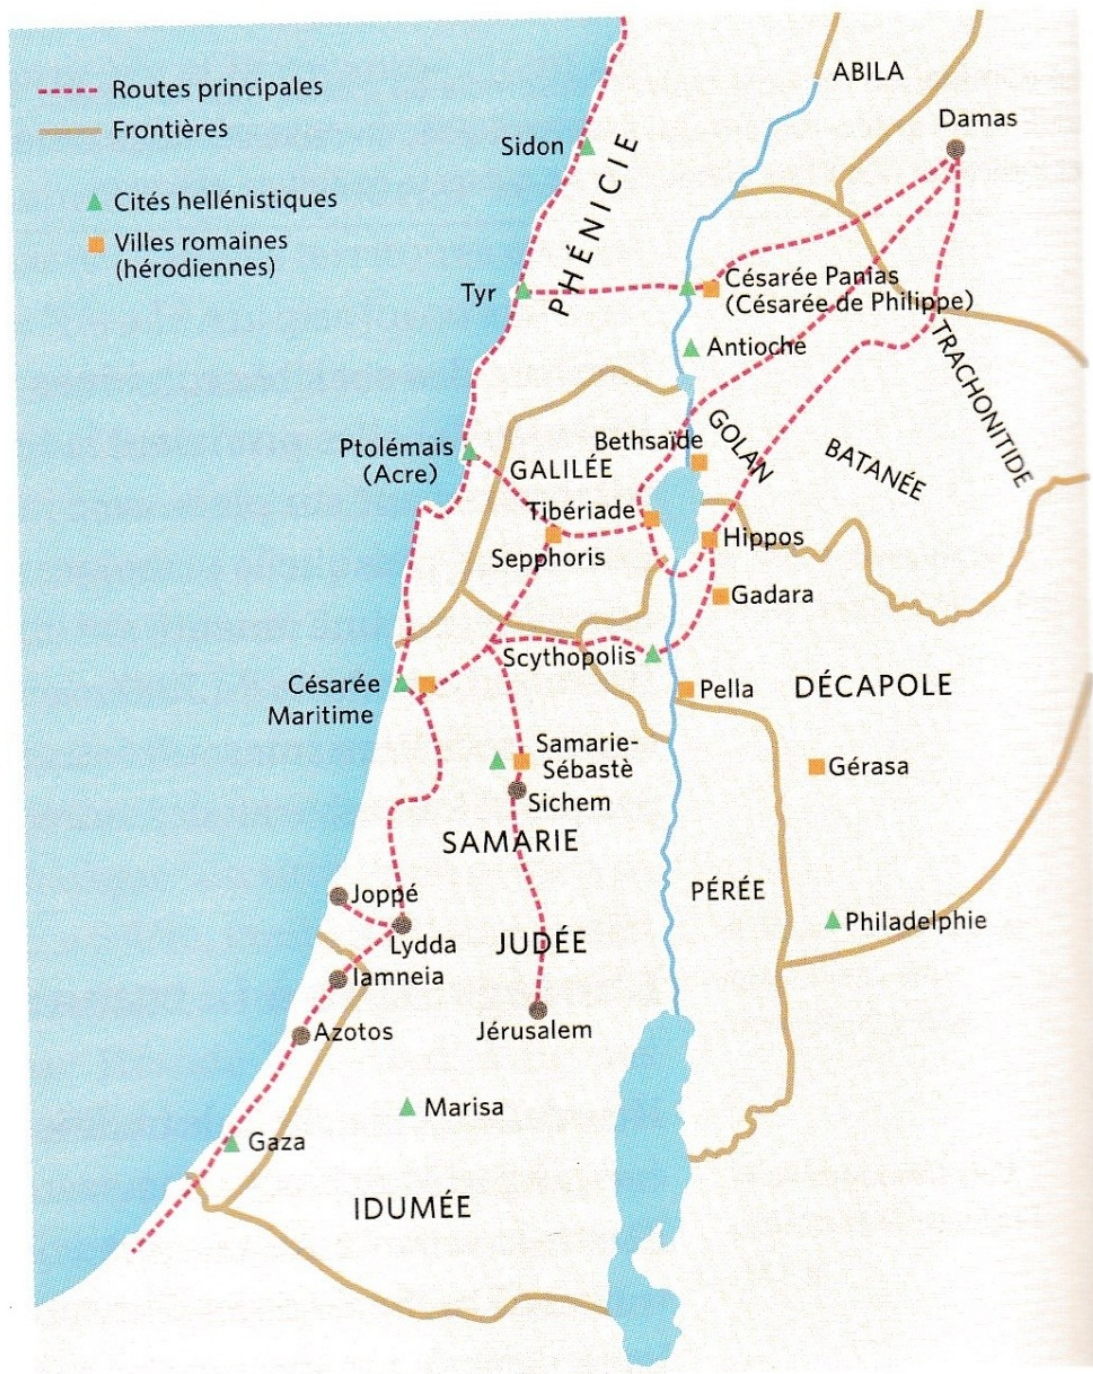 Routes principales
Frontières
Cités hellénistiques
Villes romaines
(hérodiennes)
ABILA
Damas
Sidon
PHÉNICIE
Tyr
Césarée Panias
(Césarée de Philippe)
Antioche
TRACHONITIDE
Ptolémais
(Acre)
GALILÉE
Bethsaïde
GOLAN
BATANÉE
Tibériade
Sepphoris
Hippos
Gadara
Scythopolis
Césarée
Maritime
Pella
DÉCAPOLE
Samarie-
Sébastè
Gérasa
Sichem
SAMARIE
Joppé
PÉRÉE
Philadelphie
Lydda
JUDÉE
Iamneia
Azotos
Jérusalem
Marisa
Gaza
IDUMÉE